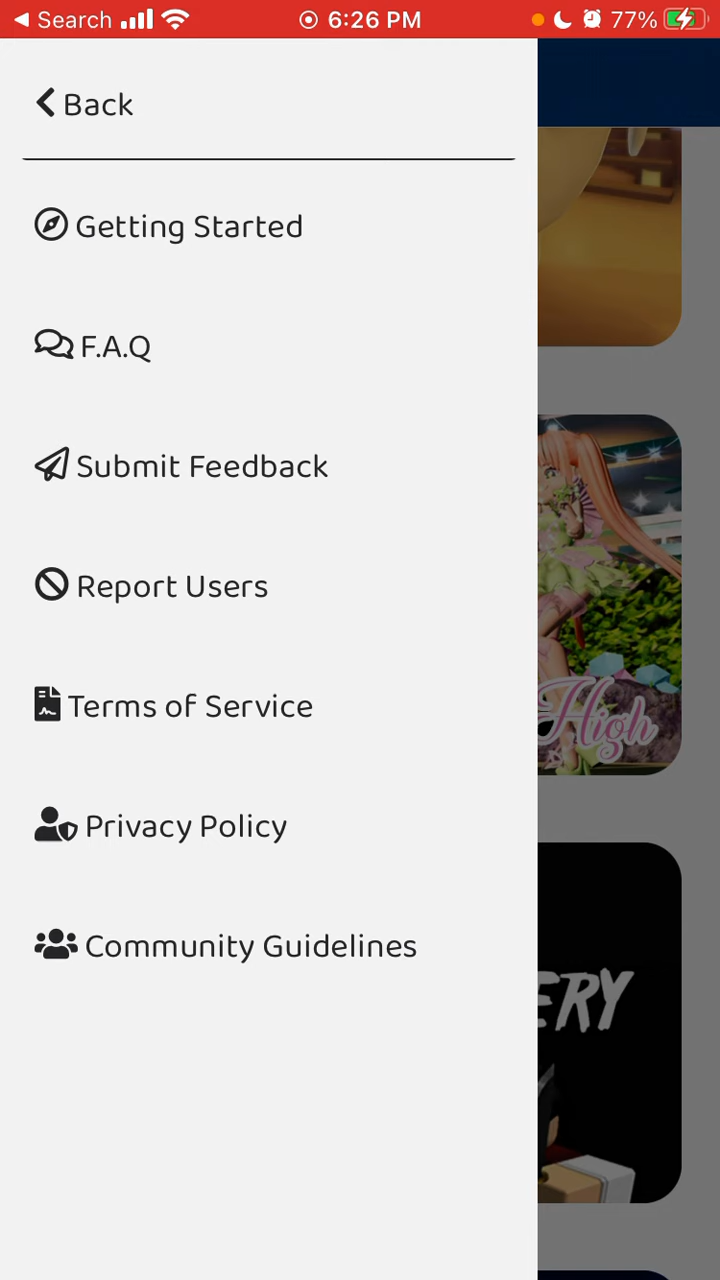 Search 6:26 PM 77%
Back
Getting Started
F.A.Q
Submit Feedback
Report Users
Terms of Service
Privacy Policy
Community Guidelines
High
ERY